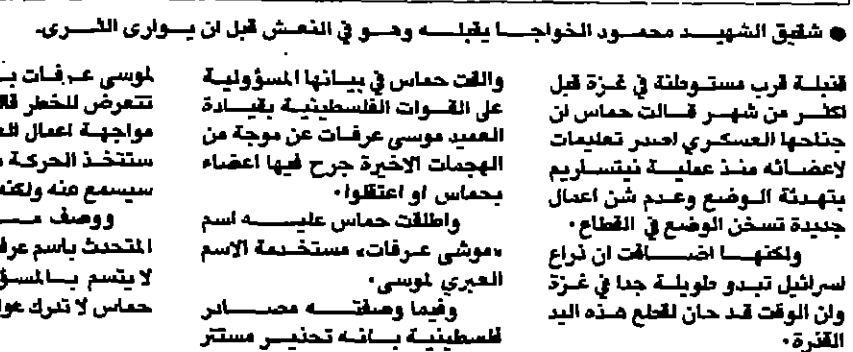 ● شقيق الشهيد محمود الخواجا يقبله وهو في النعش قبل ان يوارى الثرى.
قنبلة قرب مستوطنة في غزة قبل
اكثر من شهر قالت حماس ان
جناحها العسكري اصدر تعليمات
لاعضائه منذ عملية نيتساريم
بتهدئة الوضع وعدم شن اعمال
جديدة تسخن الوضع في القطاع.
ولكنها اضافت ان ذراع
اسرائيل تبدو طويلة جدا في غزة
وان الوقت قد حان لقطع هذه اليد
القذرة.
والقت حماس في بيانها المسؤولية
على القوات الفلسطينية بقيادة
العميد موسى عرفات عن موجة من
الهجمات الاخيرة جرح فيها اعضاء
بحماس او اعتقلوا.
واطلقت حماس عليه اسم
«موشي عرفات» مستخدمة الاسم
العبري لموسى.
وفيما وصفته مصادر
فلسطينية بانه تحذير مستتر
لموسى عرفات
تتعرض للخطر
مواجهة اعمال
ستتخذ الحركة
سيسمع عنه ولكنه
ووصف
المتحدث باسم
لا يتسم
حماس لا تدرك